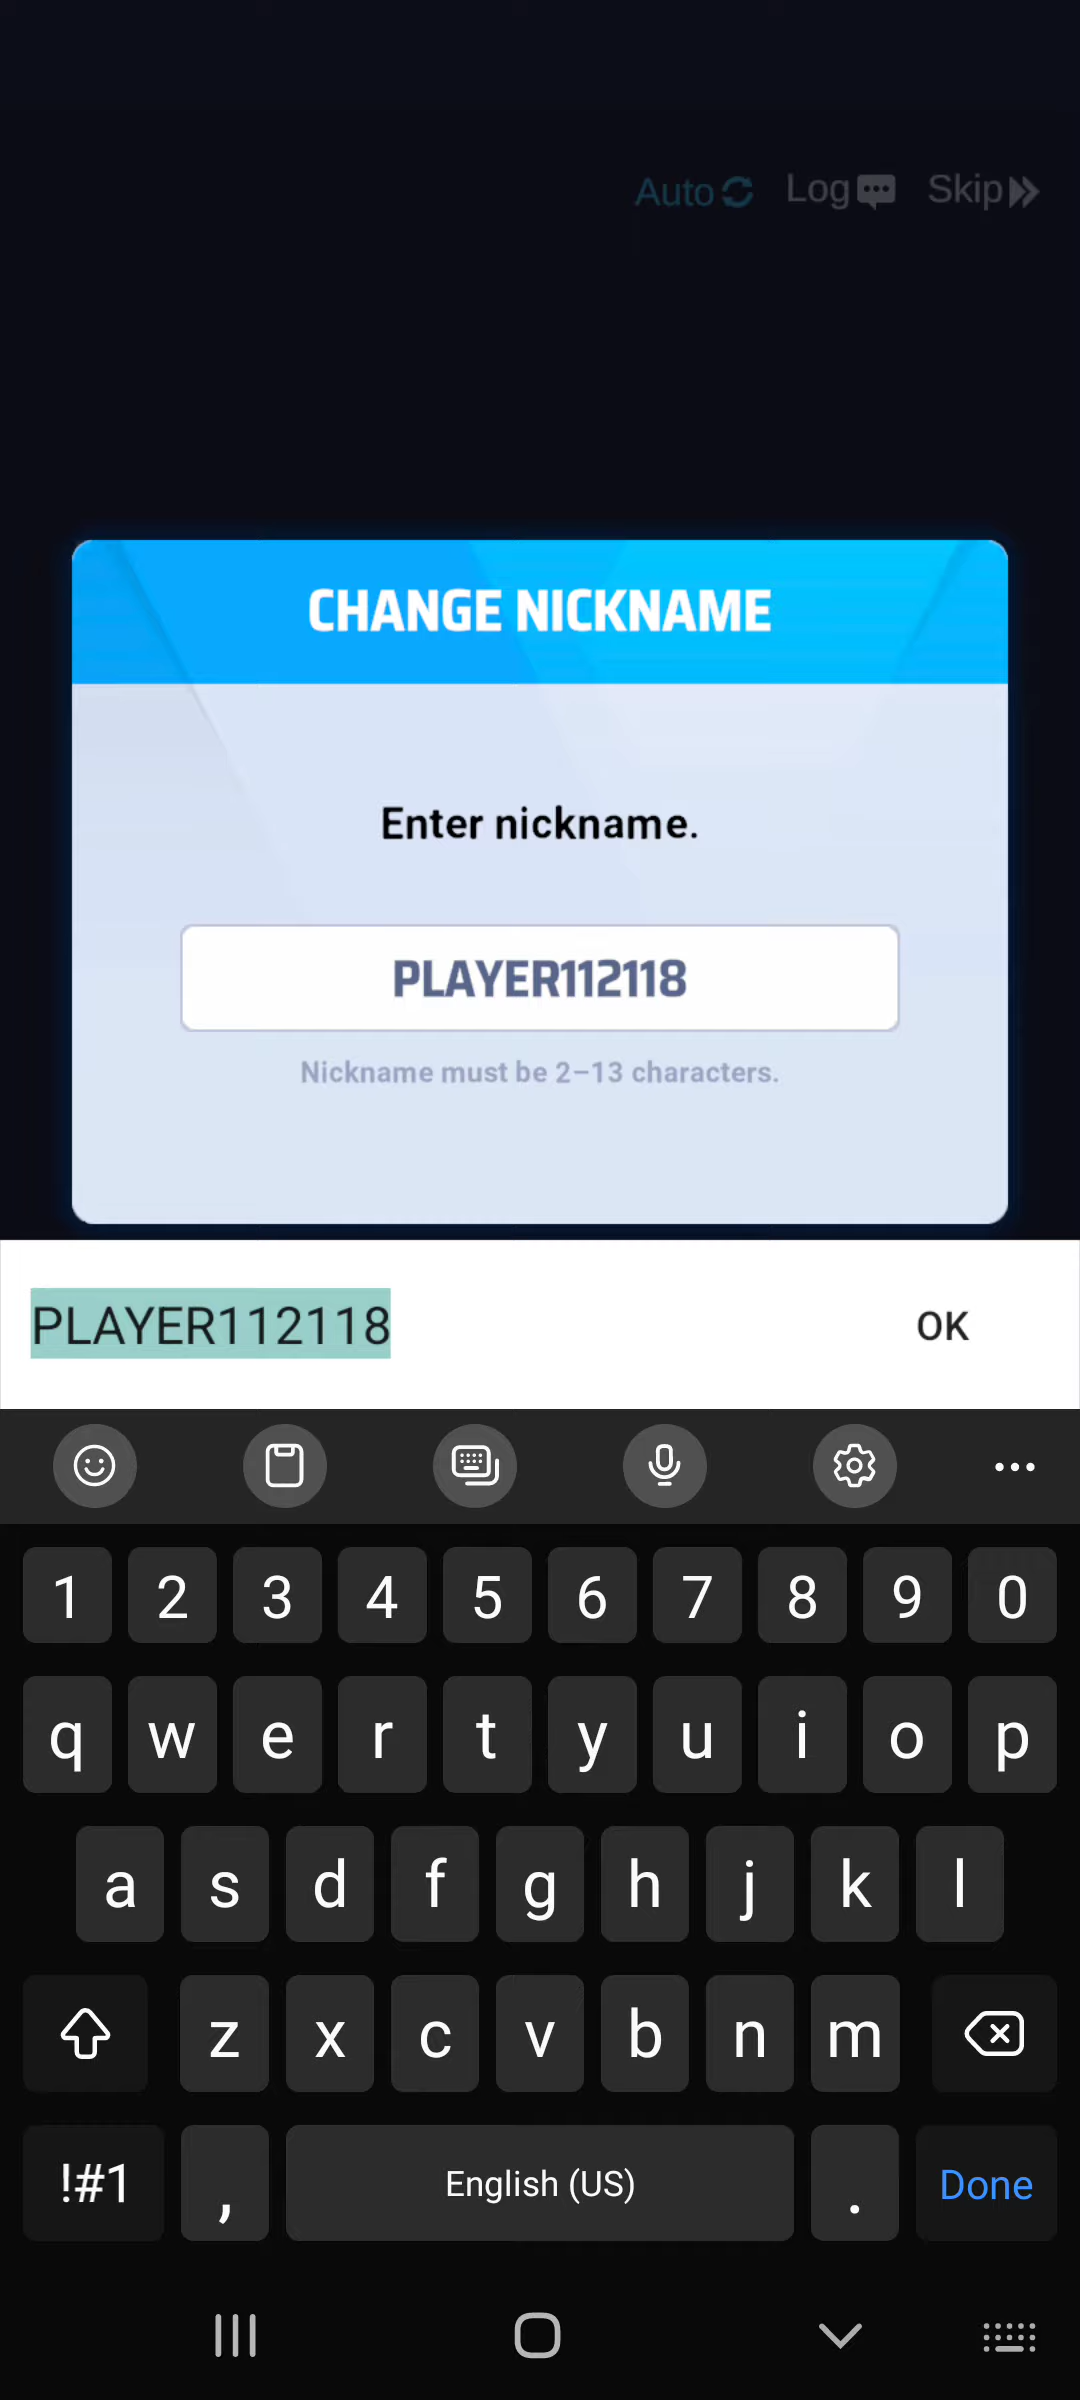 Auto Log Skip
CHANGE NICKNAME
Enter nickname.
PLAYER112118
Nickname must be 2–13 characters.
PLAYER112118 OK
1 2 3 4 5 6 7 8 9 0
q w e r t y u i o p
a s d f g h j k l
z x c v b n m
!#1 , English (US) . Done